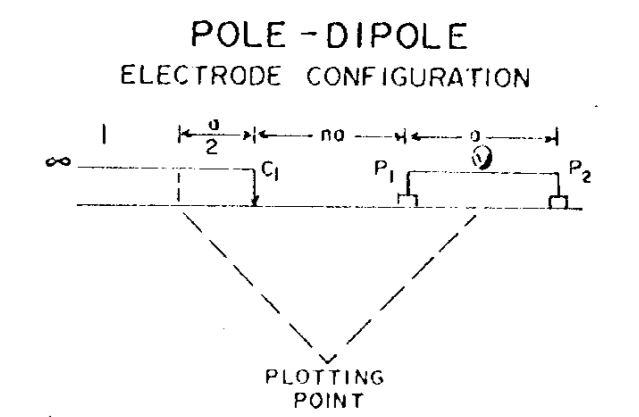 POLE-DIPOLE
ELECTRODE CONFIGURATION
I a/2 na a
∞ C1 P1 V P2
PLOTTING
POINT